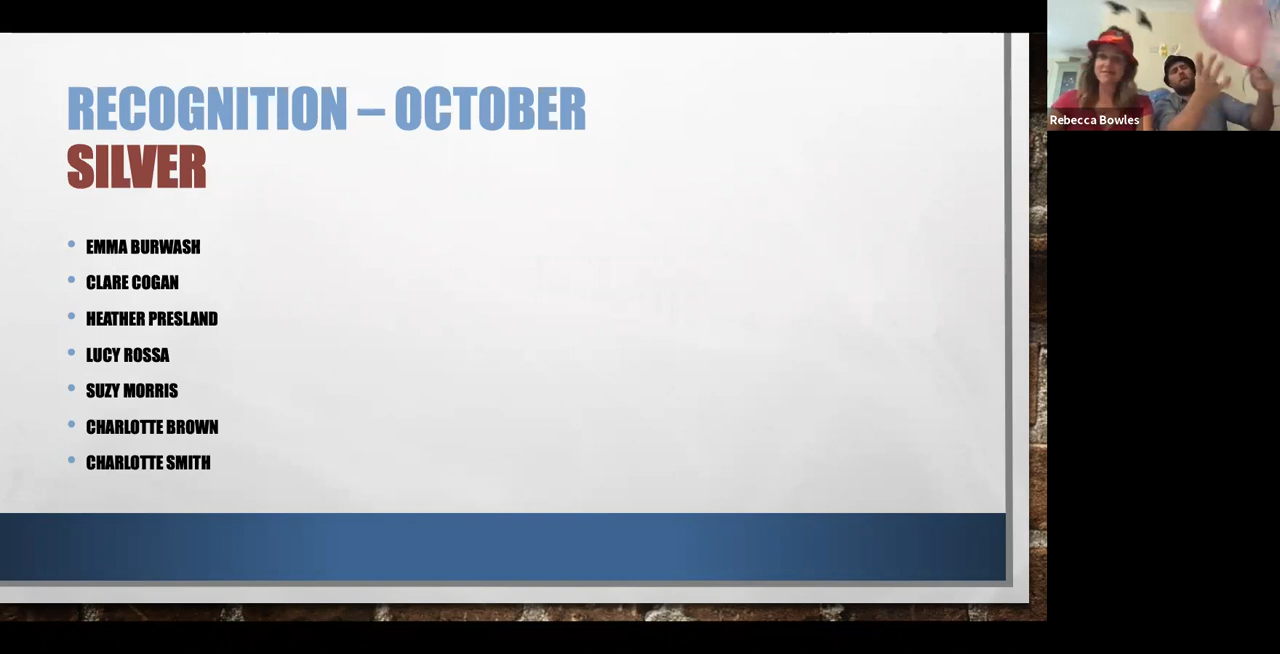 RECOGNITION – OCTOBER
SILVER
EMMA BURWASH
CLARE COGAN
HEATHER PRESLAND
LUCY ROSSA
SUZY MORRIS
CHARLOTTE BROWN
CHARLOTTE SMITH
Rebecca Bowles